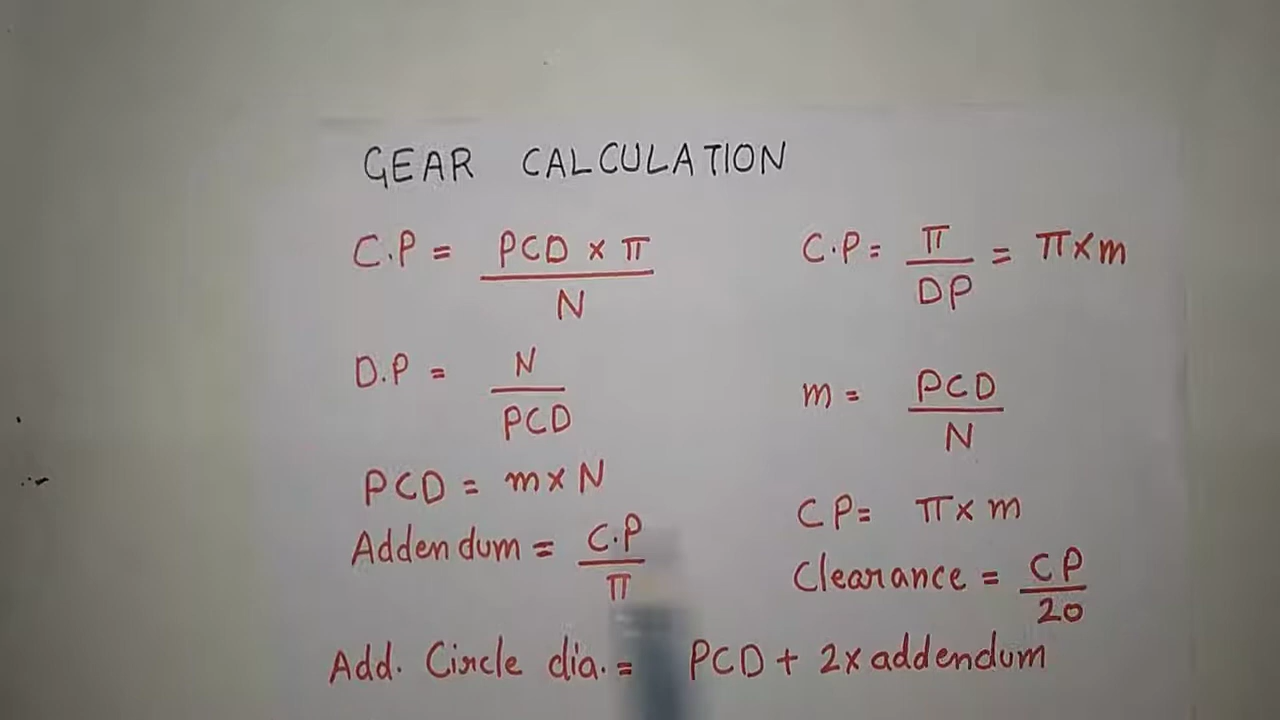 GEAR CALCULATION
C.P = PCD × π / N
C.P = π / DP = π × m
D.P = N / PCD
m = PCD / N
PCD = m × N
CP = π × m
Addendum = C.P / π
Clearance = CP / 20
Add. Circle dia. = PCD + 2 × addendum